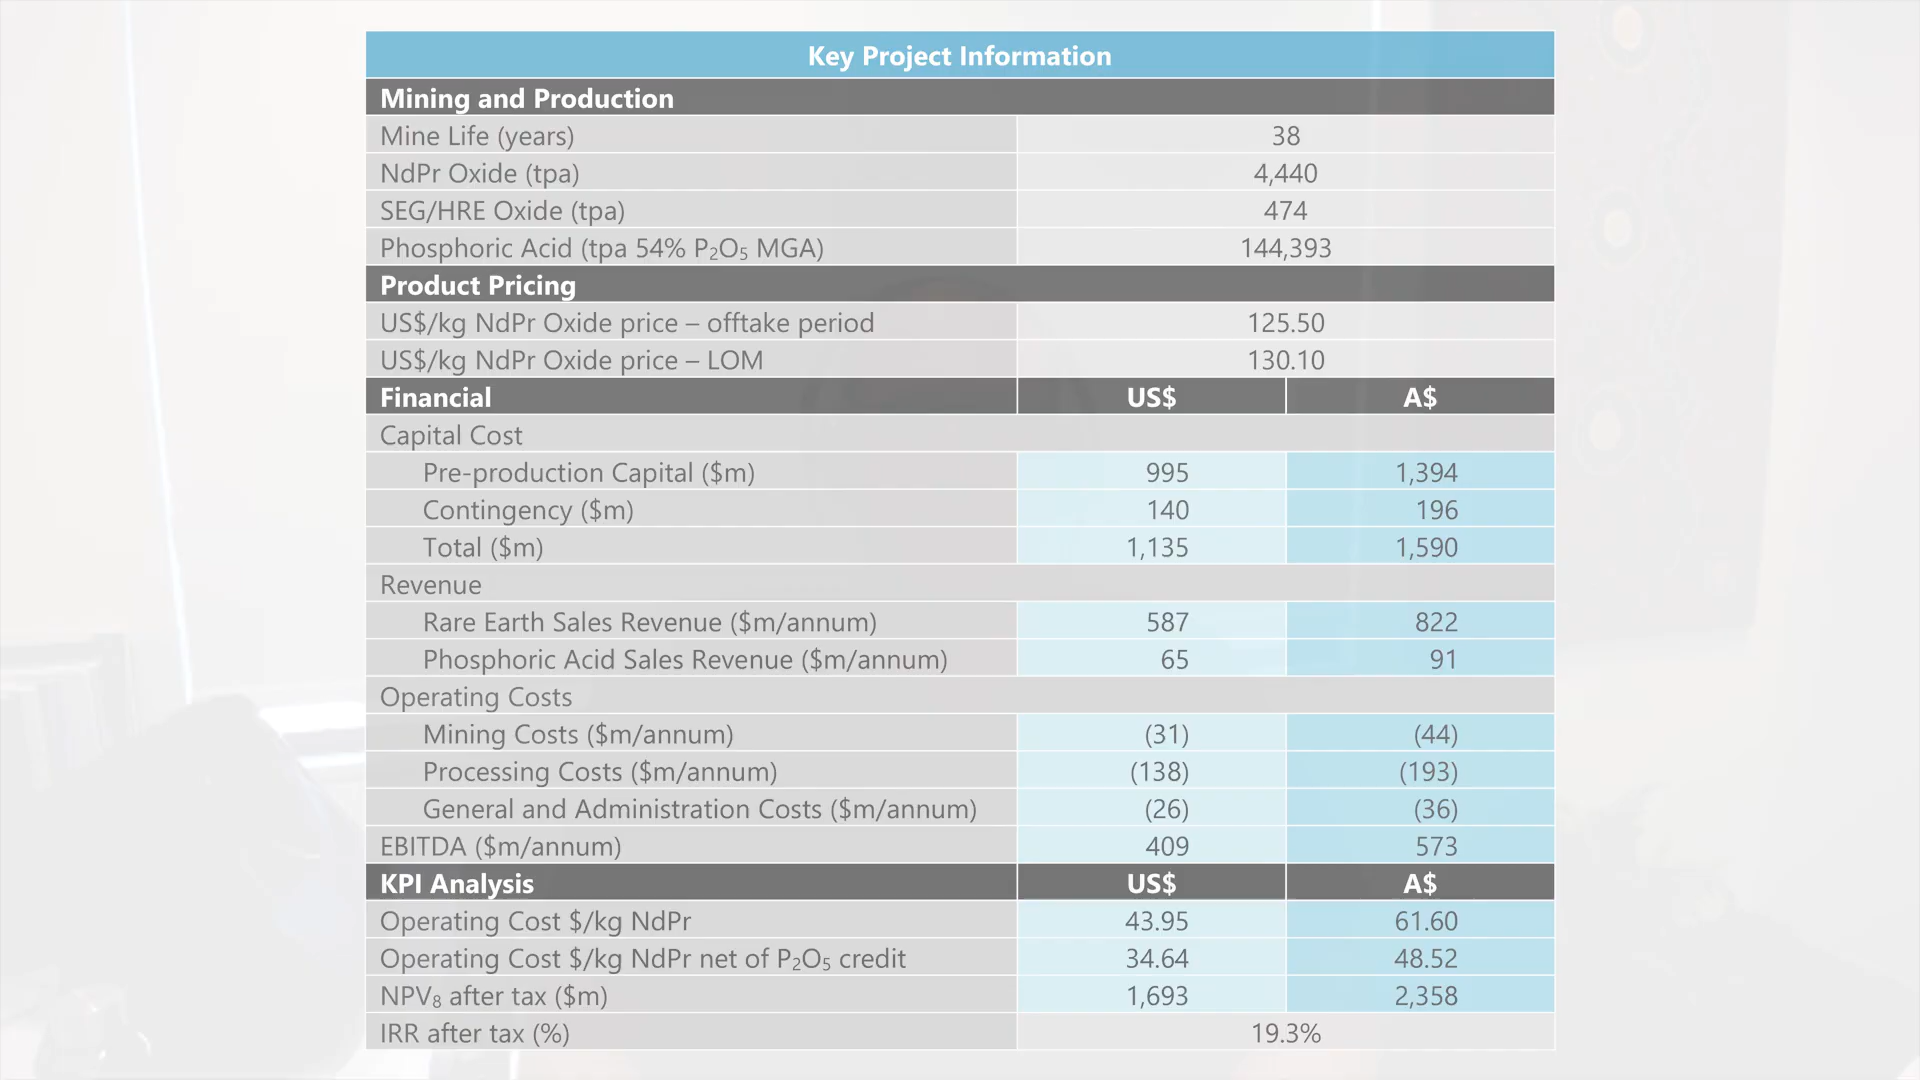 Key Project Information
Mining and Production
Mine Life (years) 38
NdPr Oxide (tpa) 4,440
SEG/HRE Oxide (tpa) 474
Phosphoric Acid (tpa 54% P₂O₅ MGA) 144,393
Product Pricing
US$/kg NdPr Oxide price – offtake period 125.50
US$/kg NdPr Oxide price – LOM 130.10
Financial US$ A$
Capital Cost
Pre-production Capital ($m) 995 1,394
Contingency ($m) 140 196
Total ($m) 1,135 1,590
Revenue
Rare Earth Sales Revenue ($m/annum) 587 822
Phosphoric Acid Sales Revenue ($m/annum) 65 91
Operating Costs
Mining Costs ($m/annum) (31) (44)
Processing Costs ($m/annum) (138) (193)
General and Administration Costs ($m/annum) (26) (36)
EBITDA ($m/annum) 409 573
KPI Analysis US$ A$
Operating Cost $/kg NdPr 43.95 61.60
Operating Cost $/kg NdPr net of P₂O₅ credit 34.64 48.52
NPV₈ after tax ($m) 1,693 2,358
IRR after tax (%) 19.3%